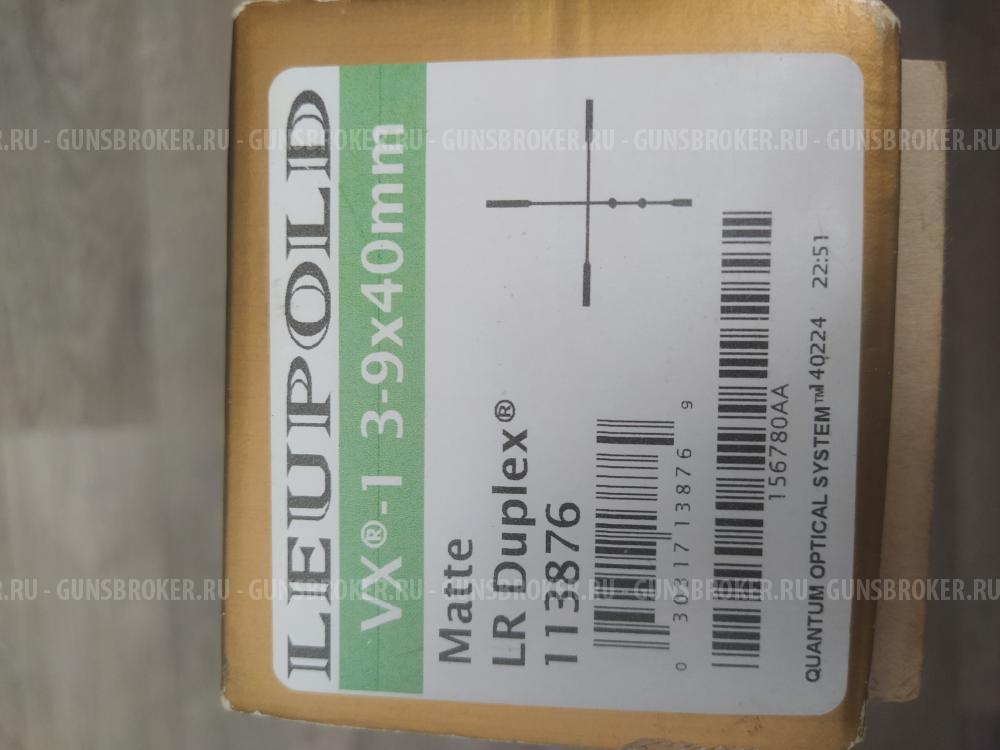 LEUPOLD
VX®-1 3-9x40mm
Matte
LR Duplex®
113876
0 30317 13876 9
156780AA
QUANTUM OPTICAL SYSTEM™ 40224 22:51
GUNSBROKER.RU - GUNSBROKER.RU - GUNSBROKER.RU - GUNSBROKER.RU - GUNSBROKER.RU
GUNSBROKER.RU - GUNSBROKER.RU - GUNSBROKER.RU - GUNSBROKER.RU - GUNSBROKER.RU